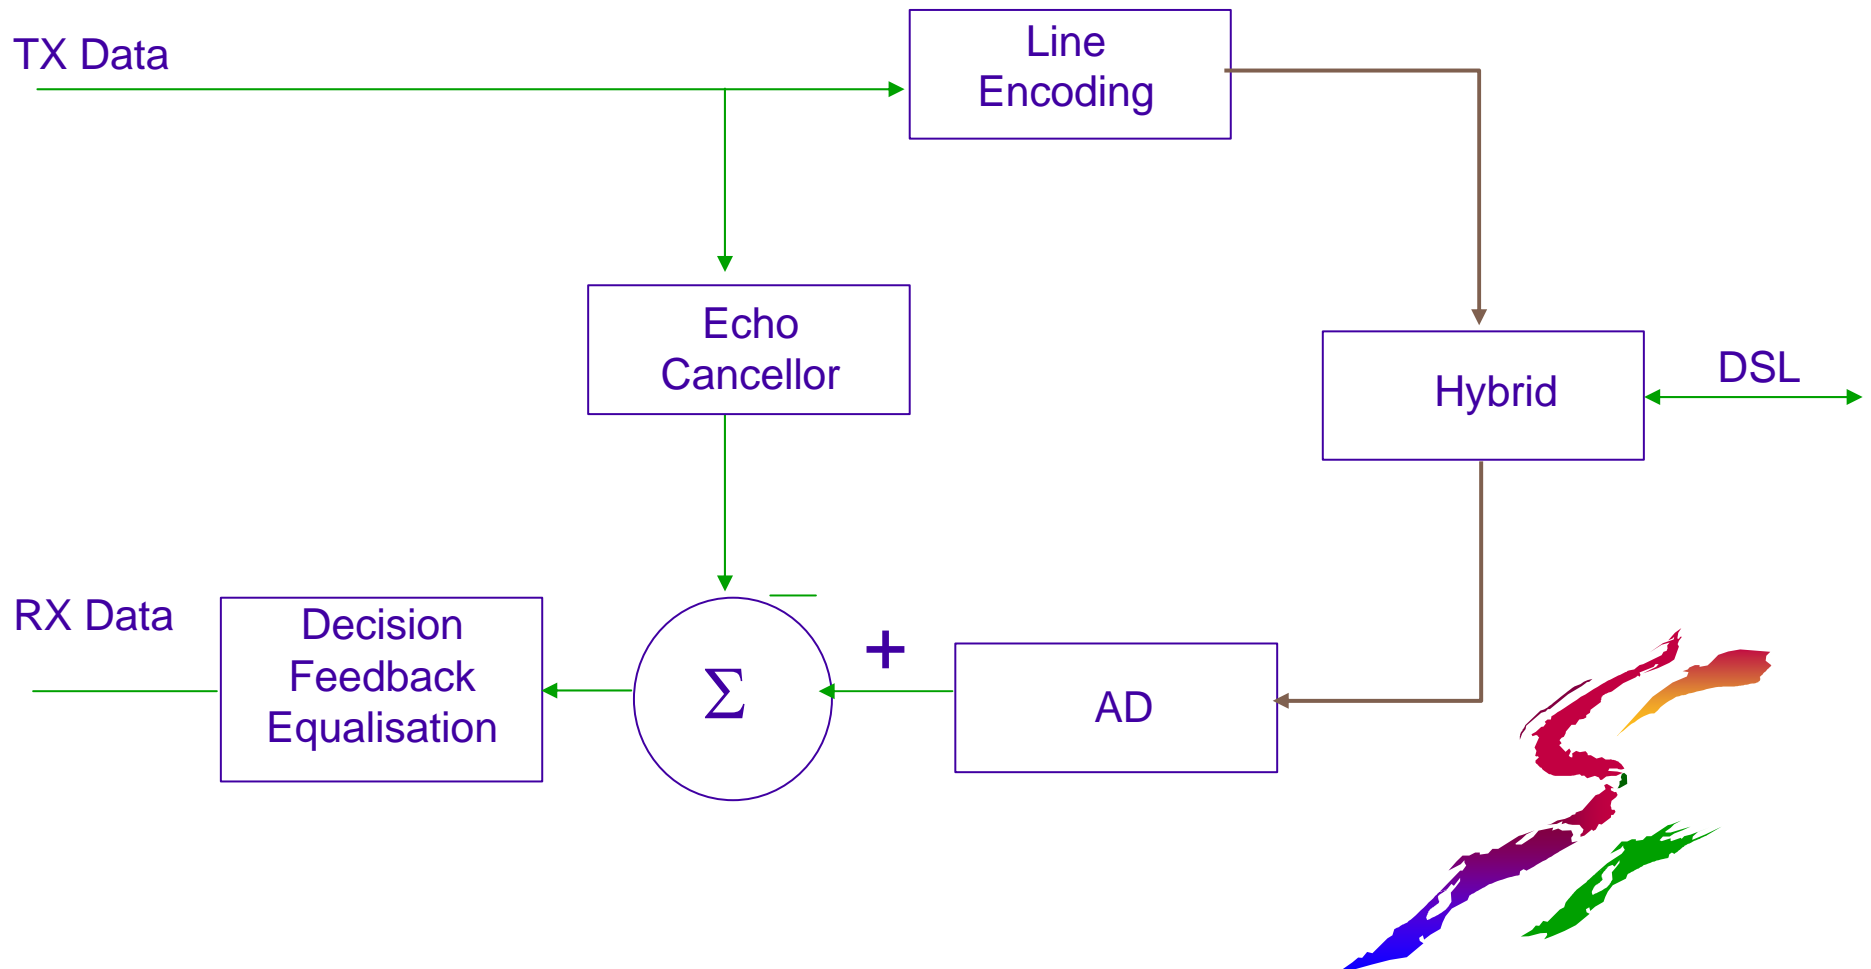 TX Data
Line
Encoding
Echo
Cancellor
Hybrid
DSL
RX Data
Decision
Feedback
Equalisation
Σ
+
AD